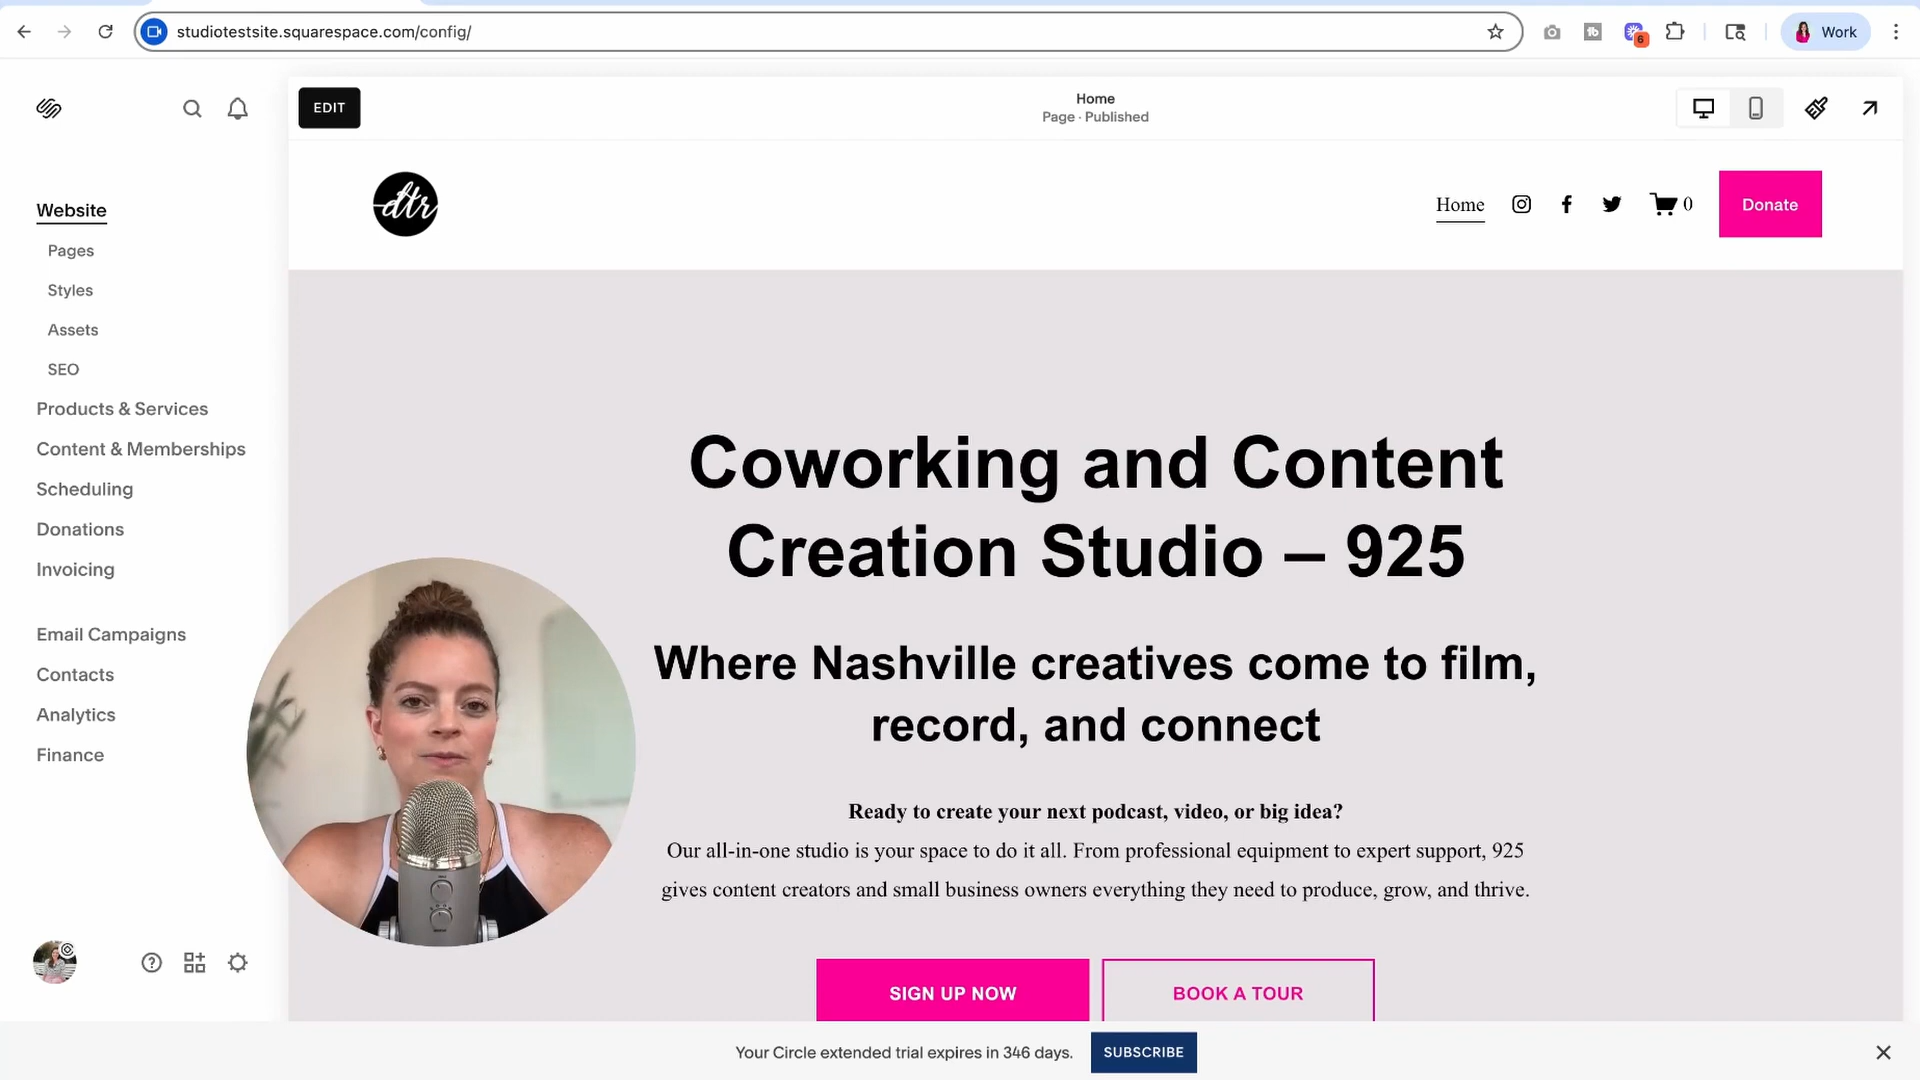 studiotestsite.squarespace.com/config/
6
Work
EDIT
Home
Page · Published
Website
Pages
Styles
Assets
SEO
Products & Services
Content & Memberships
Scheduling
Donations
Invoicing
Email Campaigns
Contacts
Analytics
Finance
dtr
Home
0
Donate
Coworking and Content
Creation Studio – 925
Where Nashville creatives come to film,
record, and connect
Ready to create your next podcast, video, or big idea?
Our all-in-one studio is your space to do it all. From professional equipment to expert support, 925
gives content creators and small business owners everything they need to produce, grow, and thrive.
SIGN UP NOW
BOOK A TOUR
Your Circle extended trial expires in 346 days.
SUBSCRIBE